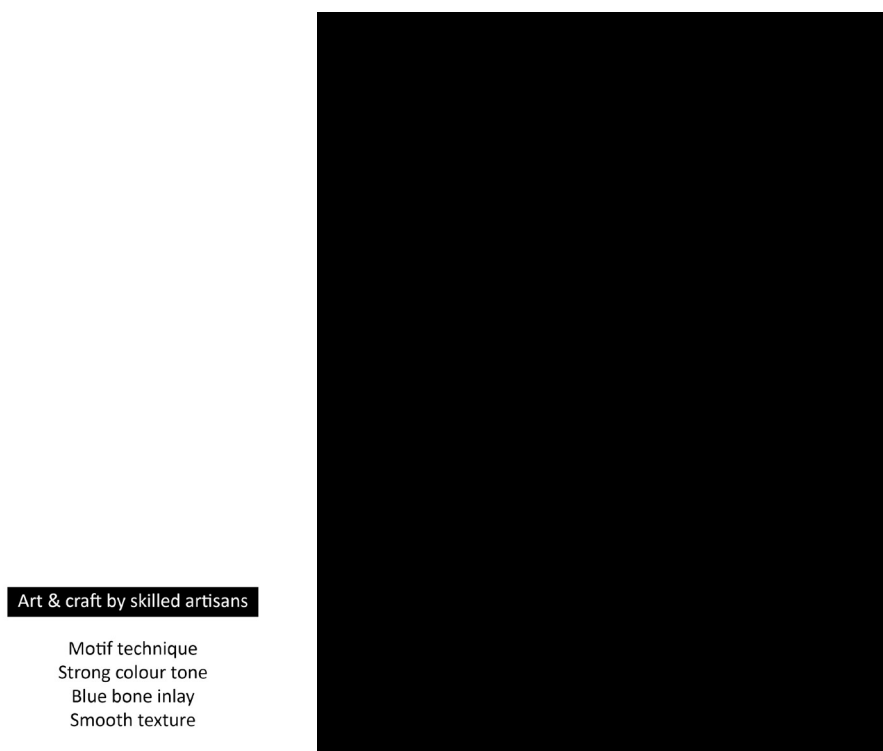 Art & craft by skilled artisans
Motif technique
Strong colour tone
Blue bone inlay
Smooth texture